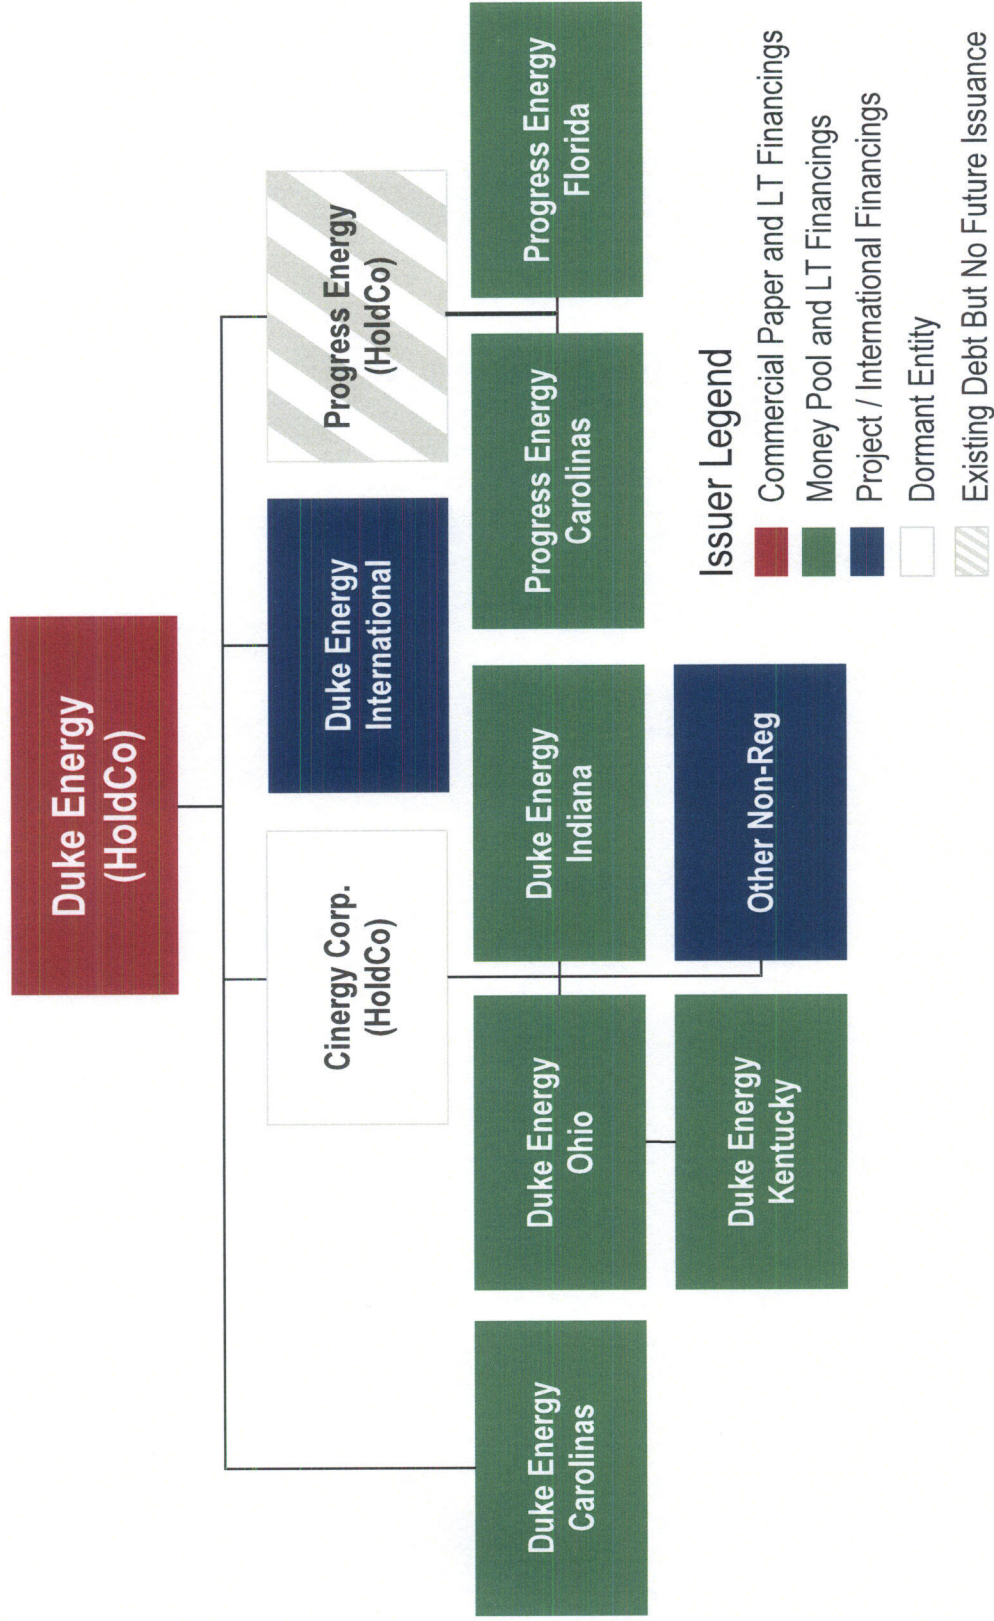 Duke Energy
(HoldCo)
Cinergy Corp.
(HoldCo)
Duke Energy
International
Progress Energy
(HoldCo)
Duke Energy
Carolinas
Duke Energy
Ohio
Duke Energy
Indiana
Progress Energy
Carolinas
Progress Energy
Florida
Duke Energy
Kentucky
Other Non-Reg
Issuer Legend
Commercial Paper and LT Financings
Money Pool and LT Financings
Project / International Financings
Dormant Entity
Existing Debt But No Future Issuance